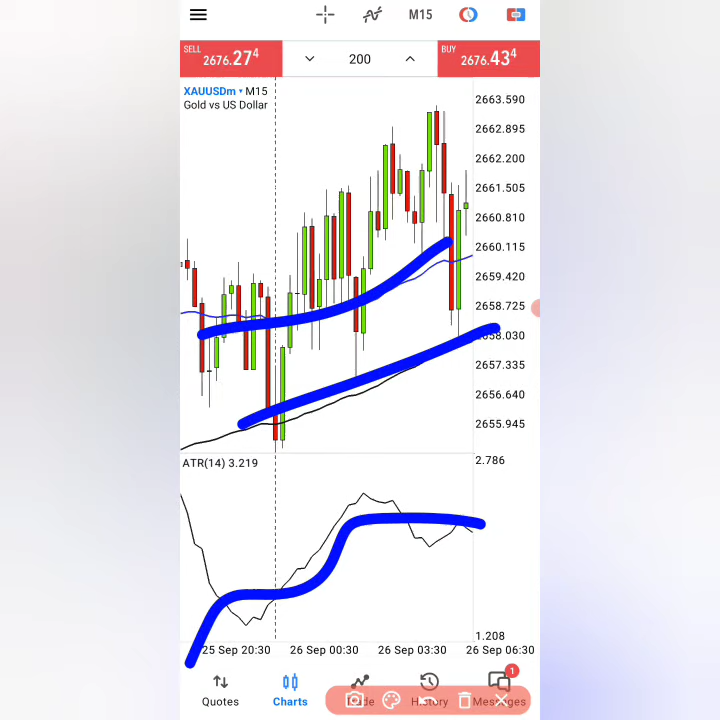 M15
SELL
2676.27⁴
200
BUY
2676.43⁴
XAUUSDm ▾ M15
Gold vs US Dollar
2663.590
2662.895
2662.200
2661.505
2660.810
2660.115
2659.420
2658.725
2658.030
2657.335
2656.640
2655.945
ATR(14) 3.219
2.786
1.208
25 Sep 20:30
26 Sep 00:30
26 Sep 03:30
26 Sep 06:30
1
Quotes
Charts
History
Messages